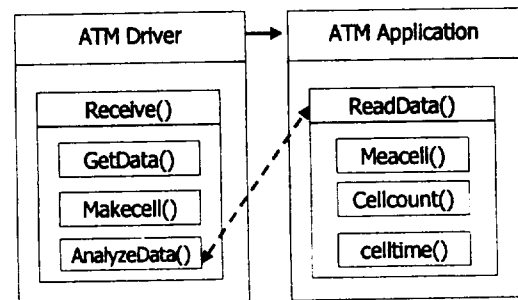 ATM Driver
Receive()
GetData()
Makecell()
AnalyzeData()
ATM Application
ReadData()
Meacell()
Cellcount()
celltime()